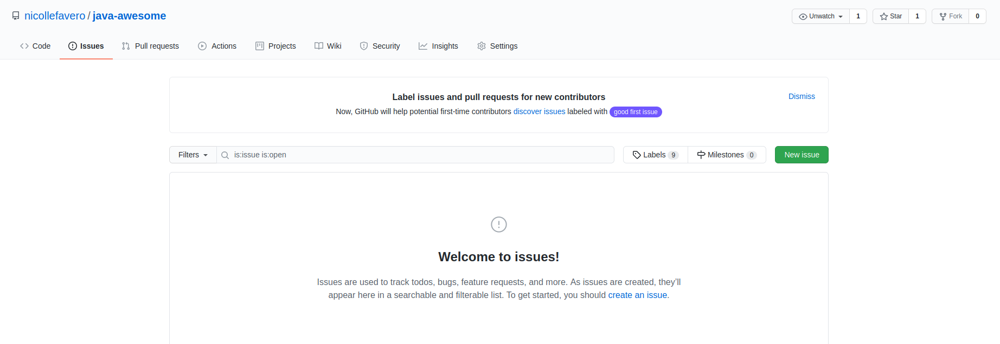 nicollefavero / java-awesome
Unwatch 1 Star 1 Fork 0
Code Issues Pull requests Actions Projects Wiki Security Insights Settings
Label issues and pull requests for new contributors
Dismiss
Now, GitHub will help potential first-time contributors discover issues labeled with good first issue
Filters is:issue is:open Labels 9 Milestones 0 New issue
Welcome to issues!
Issues are used to track todos, bugs, feature requests, and more. As issues are created, they’ll
appear here in a searchable and filterable list. To get started, you should create an issue.